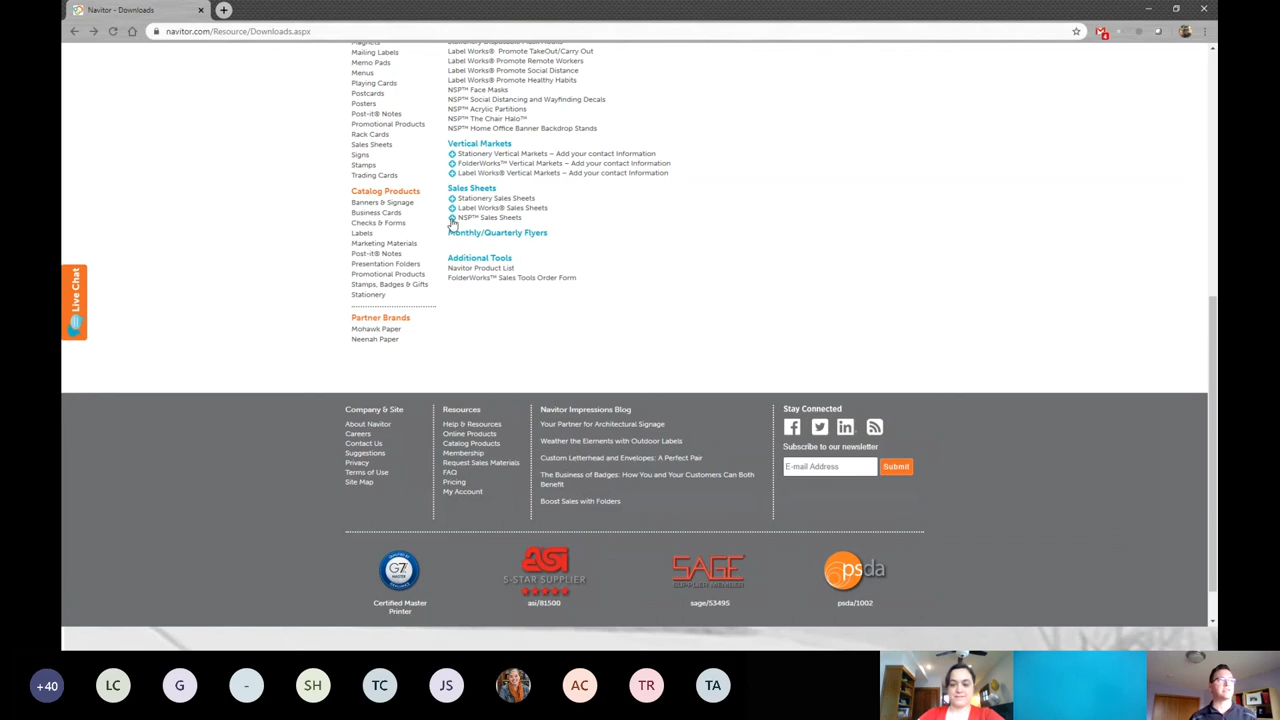 Navitor - Downloads
navitor.com/Resource/Downloads.aspx
Magnets
Mailing Labels
Memo Pads
Menus
Playing Cards
Postcards
Posters
Post-it® Notes
Promotional Products
Rack Cards
Sales Sheets
Signs
Stamps
Trading Cards
Catalog Products
Banners & Signage
Business Cards
Checks & Forms
Labels
Marketing Materials
Post-it® Notes
Presentation Folders
Promotional Products
Stamps, Badges & Gifts
Stationery
Partner Brands
Mohawk Paper
Neenah Paper
Label Works® Promote TakeOut/Carry Out
Label Works® Promote Remote Workers
Label Works® Promote Social Distance
Label Works® Promote Healthy Habits
NSP™ Face Masks
NSP™ Social Distancing and Wayfinding Decals
NSP™ Acrylic Partitions
NSP™ The Chair Halo™
NSP™ Home Office Banner Backdrop Stands
Vertical Markets
Stationery Vertical Markets – Add your contact Information
FolderWorks™ Vertical Markets – Add your contact Information
Label Works® Vertical Markets – Add your contact Information
Sales Sheets
Stationery Sales Sheets
Label Works® Sales Sheets
NSP™ Sales Sheets
Monthly/Quarterly Flyers
Additional Tools
Navitor Product List
FolderWorks™ Sales Tools Order Form
Live Chat
Company & Site
About Navitor
Careers
Contact Us
Suggestions
Privacy
Terms of Use
Site Map
Resources
Help & Resources
Online Products
Catalog Products
Membership
Request Sales Materials
FAQ
Pricing
My Account
Navitor Impressions Blog
Your Partner for Architectural Signage
Weather the Elements with Outdoor Labels
Custom Letterhead and Envelopes: A Perfect Pair
The Business of Badges: How You and Your Customers Can Both
Benefit
Boost Sales with Folders
Stay Connected
Subscribe to our newsletter
E-mail Address
Submit
G7
MASTER
Certified Master
Printer
asi
5-STAR SUPPLIER
asi/81500
SAGE
SUPPLIER MEMBER
sage/53495
psda
psda/1002
+40
LC
G
-
SH
TC
JS
AC
TR
TA